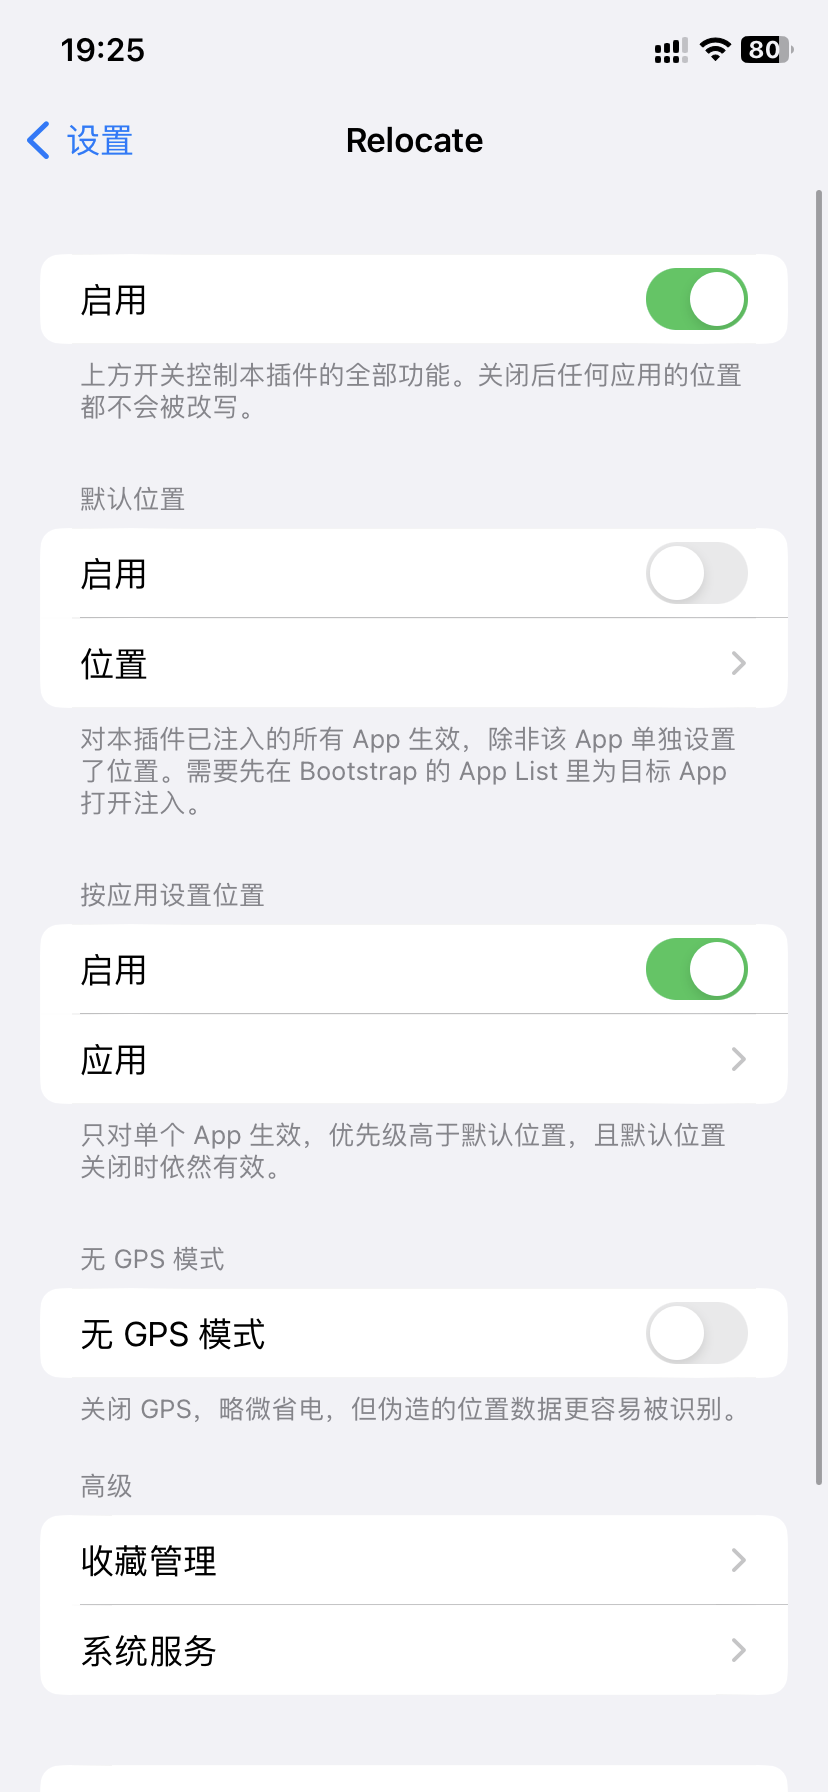 19:25
80
设置
Relocate
启用
上方开关控制本插件的全部功能。关闭后任何应用的位置
都不会被改写。
默认位置
启用
位置
对本插件已注入的所有 App 生效，除非该 App 单独设置
了位置。需要先在 Bootstrap 的 App List 里为目标 App
打开注入。
按应用设置位置
启用
应用
只对单个 App 生效，优先级高于默认位置，且默认位置
关闭时依然有效。
无 GPS 模式
无 GPS 模式
关闭 GPS，略微省电，但伪造的位置数据更容易被识别。
高级
收藏管理
系统服务